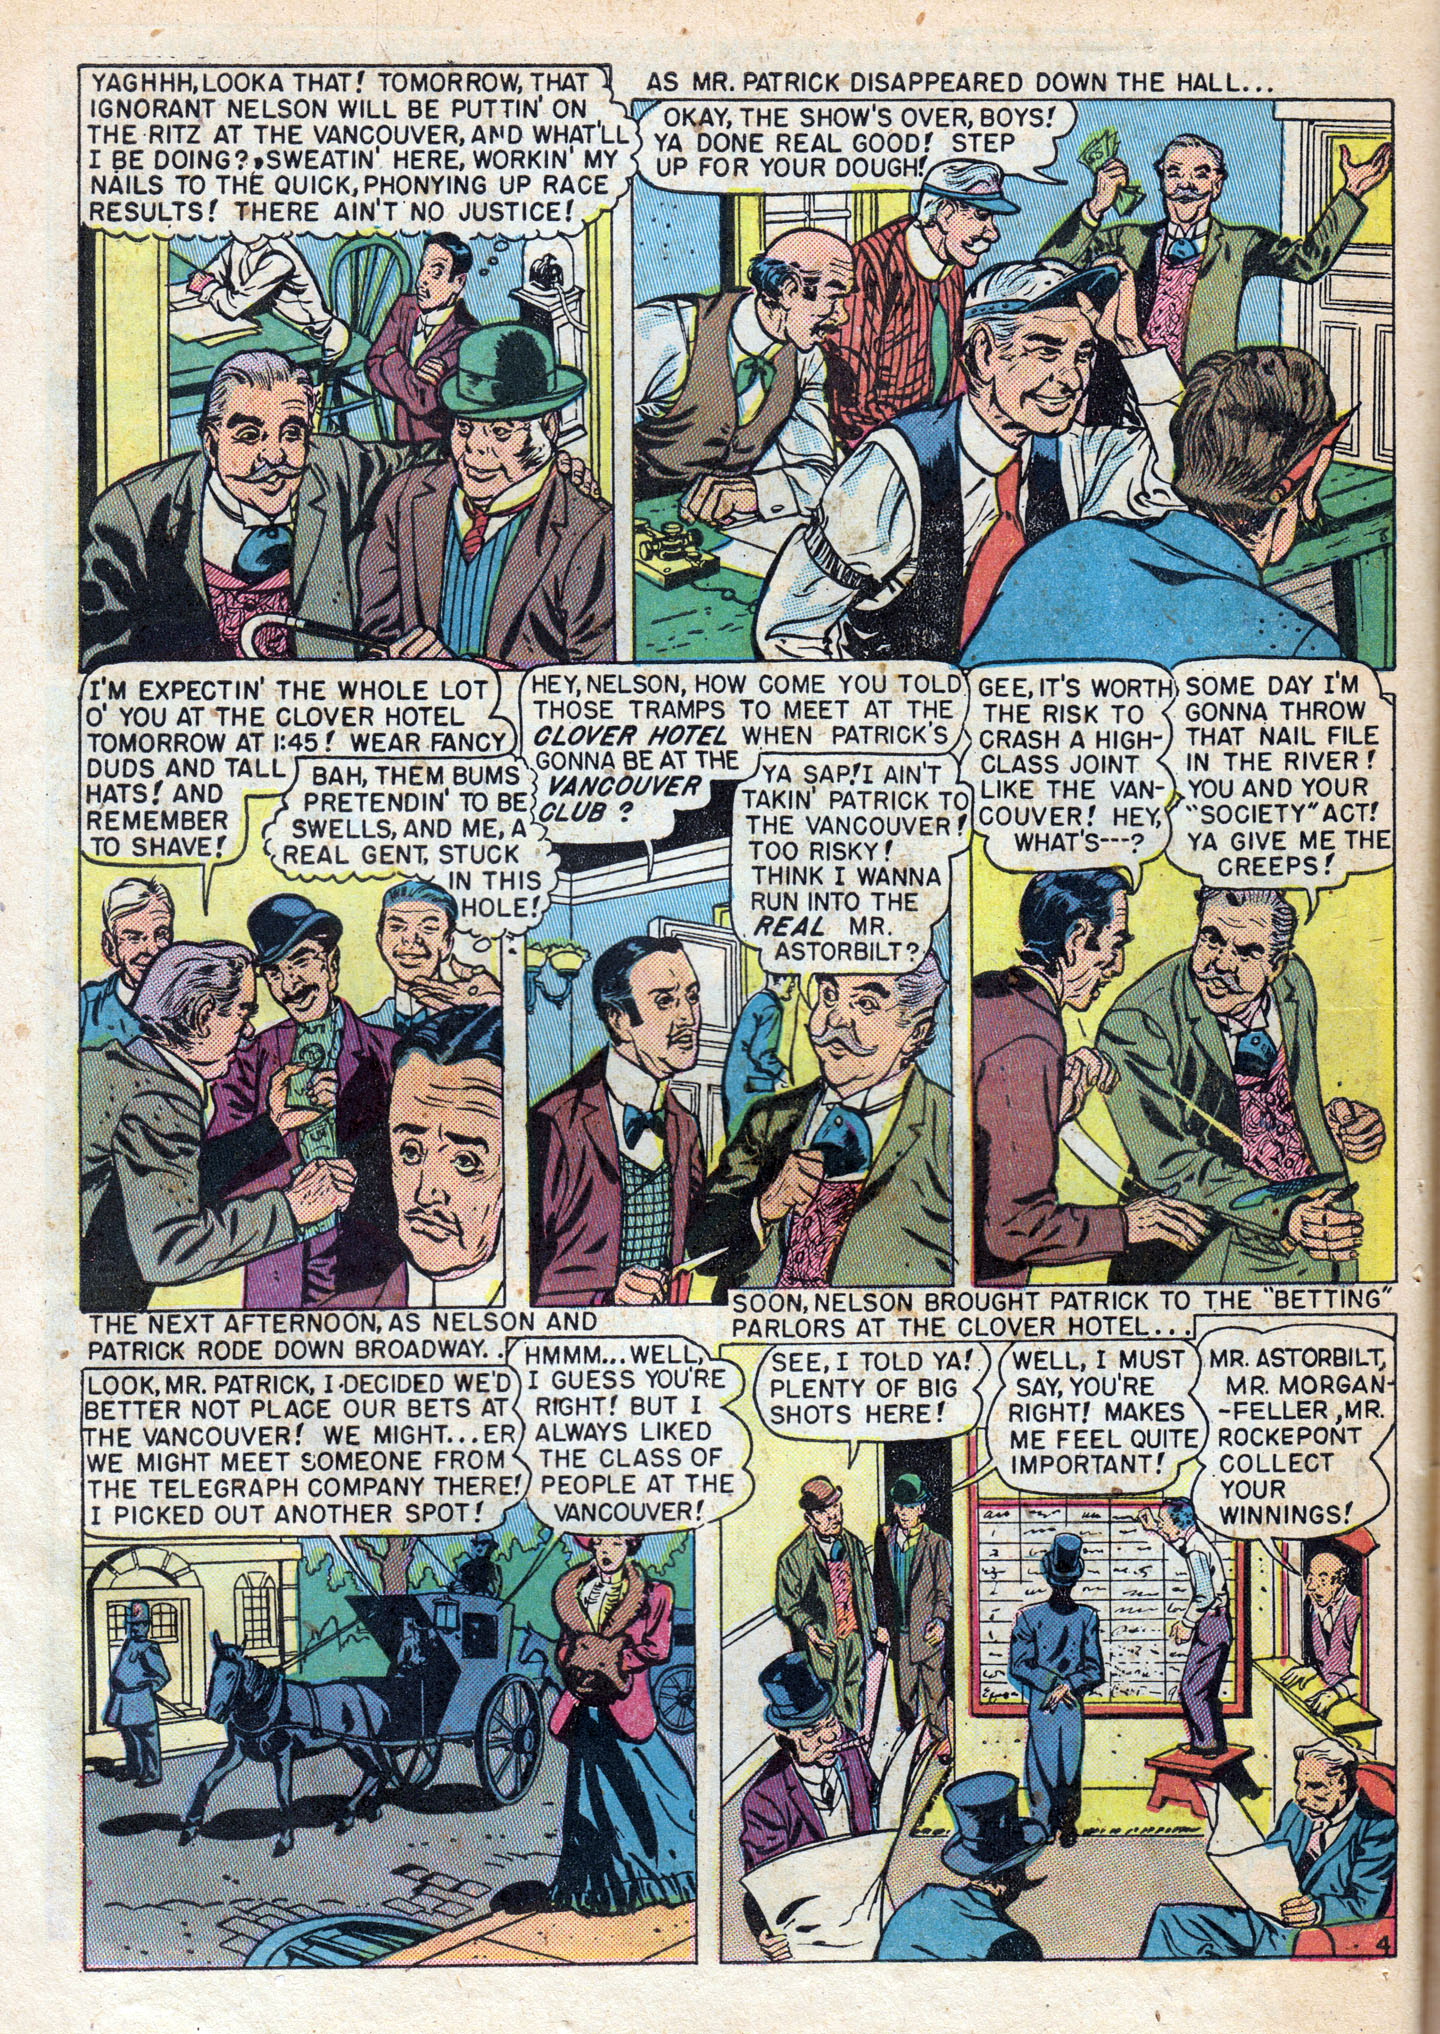 YAGHHH, LOOKA THAT! TOMORROW, THAT
IGNORANT NELSON WILL BE PUTTIN' ON
THE RITZ AT THE VANCOUVER, AND WHAT'LL
I BE DOING? SWEATIN' HERE, WORKIN' MY
NAILS TO THE QUICK, PHONYING UP RACE
RESULTS! THERE AIN'T NO JUSTICE!
AS MR. PATRICK DISAPPEARED DOWN THE HALL...
OKAY, THE SHOW'S OVER, BOYS!
YA DONE REAL GOOD! STEP
UP FOR YOUR DOUGH!
I'M EXPECTIN' THE WHOLE LOT
O' YOU AT THE CLOVER HOTEL
TOMORROW AT 1:45! WEAR FANCY
DUDS AND TALL
HATS! AND
REMEMBER
TO SHAVE!
BAH, THEM BUMS
PRETENDIN' TO BE
SWELLS, AND ME, A
REAL GENT, STUCK
IN THIS
HOLE!
HEY, NELSON, HOW COME YOU TOLD
THOSE TRAMPS TO MEET AT THE
CLOVER HOTEL WHEN PATRICK'S
GONNA BE AT THE
VANCOUVER
CLUB?
YA SAP! I AIN'T
TAKIN' PATRICK TO
THE VANCOUVER!
TOO RISKY!
THINK I WANNA
RUN INTO THE
REAL MR.
ASTORBILT?
GEE, IT'S WORTH
THE RISK TO
CRASH A HIGH-
CLASS JOINT
LIKE THE VAN-
COUVER! HEY,
WHAT'S---?
SOME DAY I'M
GONNA THROW
THAT NAIL FILE
IN THE RIVER!
YOU AND YOUR
"SOCIETY" ACT!
YA GIVE ME THE
CREEPS!
THE NEXT AFTERNOON, AS NELSON AND
PATRICK RODE DOWN BROADWAY..
LOOK, MR. PATRICK, I DECIDED WE'D
BETTER NOT PLACE OUR BETS AT
THE VANCOUVER! WE MIGHT...ER
WE MIGHT MEET SOMEONE FROM
THE TELEGRAPH COMPANY THERE!
I PICKED OUT ANOTHER SPOT!
HMMM...WELL,
I GUESS YOU'RE
RIGHT! BUT I
ALWAYS LIKED
THE CLASS OF
PEOPLE AT THE
VANCOUVER!
SOON, NELSON BROUGHT PATRICK TO THE "BETTING"
PARLORS AT THE CLOVER HOTEL...
SEE, I TOLD YA!
PLENTY OF BIG
SHOTS HERE!
WELL, I MUST
SAY, YOU'RE
RIGHT! MAKES
ME FEEL QUITE
IMPORTANT!
MR. ASTORBILT,
MR. MORGAN-
-FELLER, MR.
ROCKEPONT
COLLECT
YOUR
WINNINGS!
4